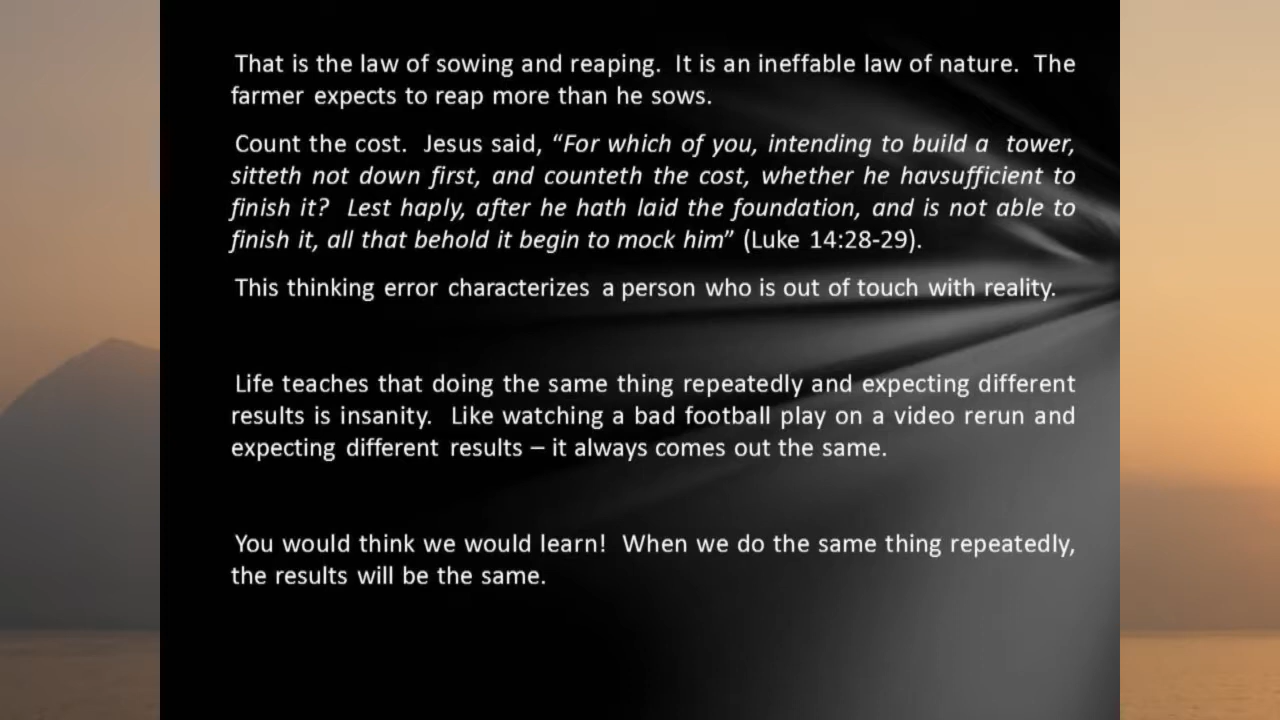 That is the law of sowing and reaping.  It is an ineffable law of nature.  The
farmer expects to reap more than he sows.
Count the cost.  Jesus said, “For which of you, intending to build a  tower,
sitteth not down first, and counteth the cost, whether he havsufficient to
finish it?  Lest haply, after he hath laid the foundation, and is not able to
finish it, all that behold it begin to mock him” (Luke 14:28-29).
This thinking error characterizes a person who is out of touch with reality.
Life teaches that doing the same thing repeatedly and expecting different
results is insanity.  Like watching a bad football play on a video rerun and
expecting different results – it always comes out the same.
You would think we would learn!  When we do the same thing repeatedly,
the results will be the same.